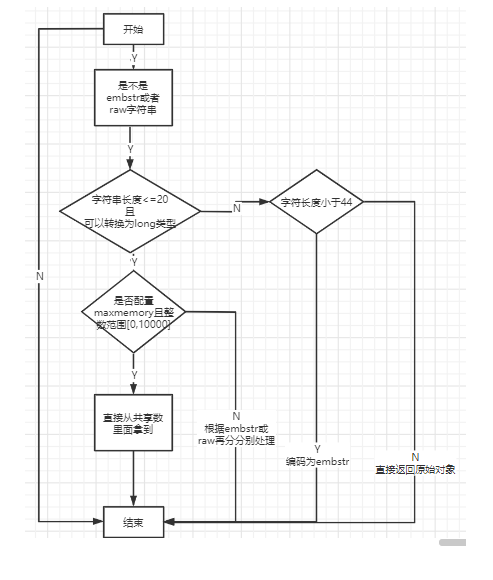 开始
Y
是不是
embstr或者
raw字符串
Y
字符串长度<=20
且
可以转换为long类型
N
字符长度小于44
Y
N
是否配置
maxmemory且整
数范围[0,10000]
Y
直接从共享数
里面拿到
N
根据embstr或
raw再分分别处理
Y
编码为embstr
N
直接返回原始对象
结束